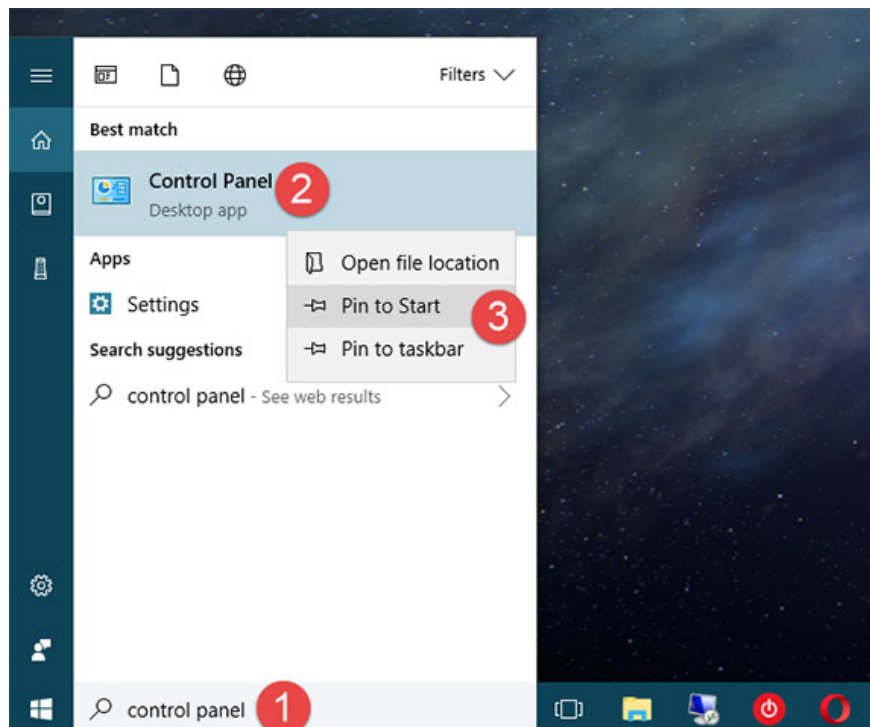 Filters
Best match
Control Panel 2
Desktop app
Apps
Open file location
Settings
Pin to Start 3
Search suggestions
Pin to taskbar
control panel - See web results
control panel 1